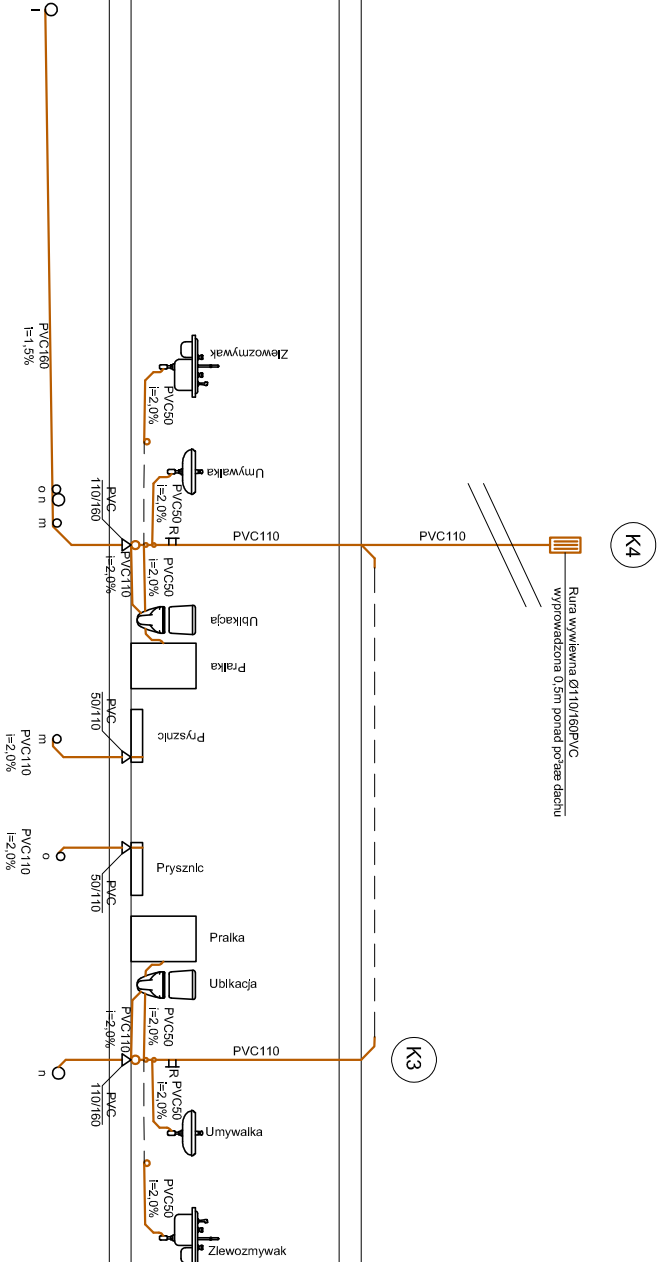 K4
Rura wywiewna Ø110/160PVC
wyprowadzona 0,5m ponad po³aæ dachu
PVC110
PVC110
K3
PVC110
Zlewozmywak
PVC50
i=2,0%
Umywalka
PVC50
i=2,0%
R
PVC
110/160
PVC110
i=2,0%
PVC50
i=2,0%
Ubikacja
Pralka
Prysznic
PVC
50/110
m
PVC110
i=2,0%
PVC110
i=2,0%
o
PVC
50/110
Prysznic
Pralka
Ubikacja
PVC50
i=2,0%
PVC110
i=2,0%
R
PVC50
i=2,0%
Umywalka
PVC
110/160
n
PVC50
i=2,0%
Zlewozmywak
l
PVC160
i=1,5%
o
n
m